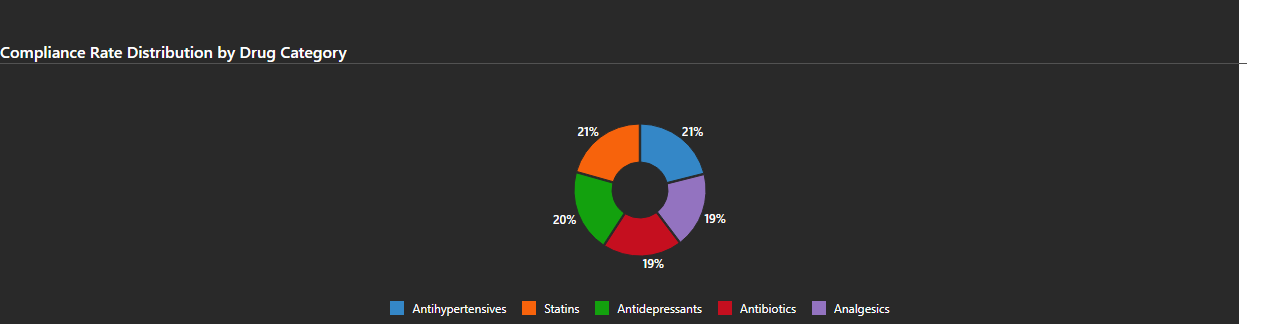 Compliance Rate Distribution by Drug Category
21% 21%
20% 19%
19%
Antihypertensives Statins Antidepressants Antibiotics Analgesics